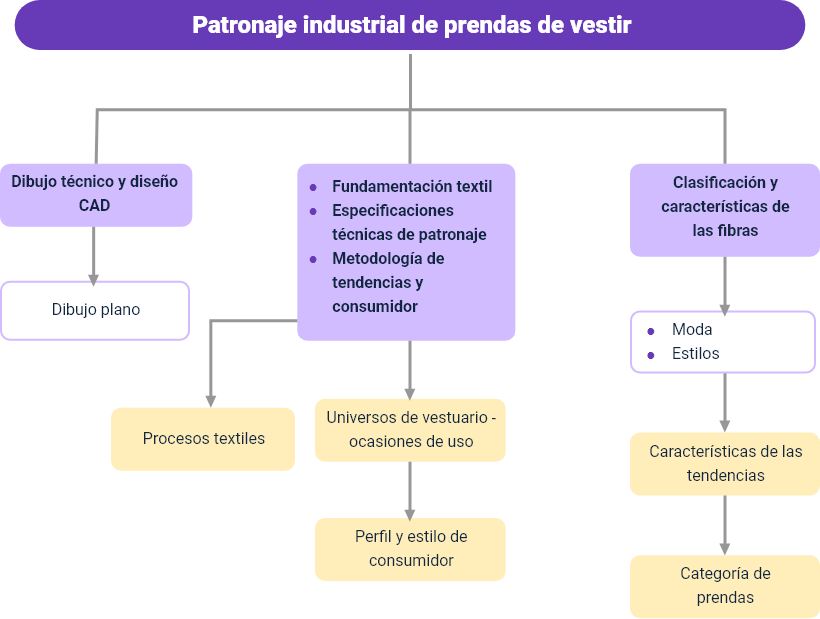 Patronaje industrial de prendas de vestir
Dibujo técnico y diseño
CAD
Dibujo plano
Fundamentación textil
Especificaciones
técnicas de patronaje
Metodología de
tendencias y
consumidor
Procesos textiles
Universos de vestuario -
ocasiones de uso
Perfil y estilo de
consumidor
Clasificación y
características de
las fibras
Moda
Estilos
Características de las
tendencias
Categoría de
prendas